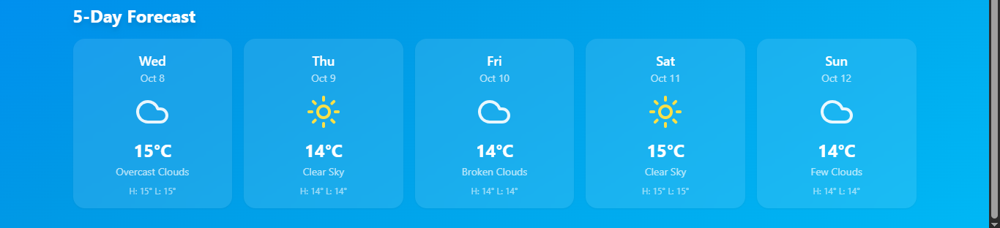 5-Day Forecast
Wed
Oct 8
15°C
Overcast Clouds
H: 15° L: 15°
Thu
Oct 9
14°C
Clear Sky
H: 14° L: 14°
Fri
Oct 10
14°C
Broken Clouds
H: 14° L: 14°
Sat
Oct 11
15°C
Clear Sky
H: 15° L: 15°
Sun
Oct 12
14°C
Few Clouds
H: 14° L: 14°